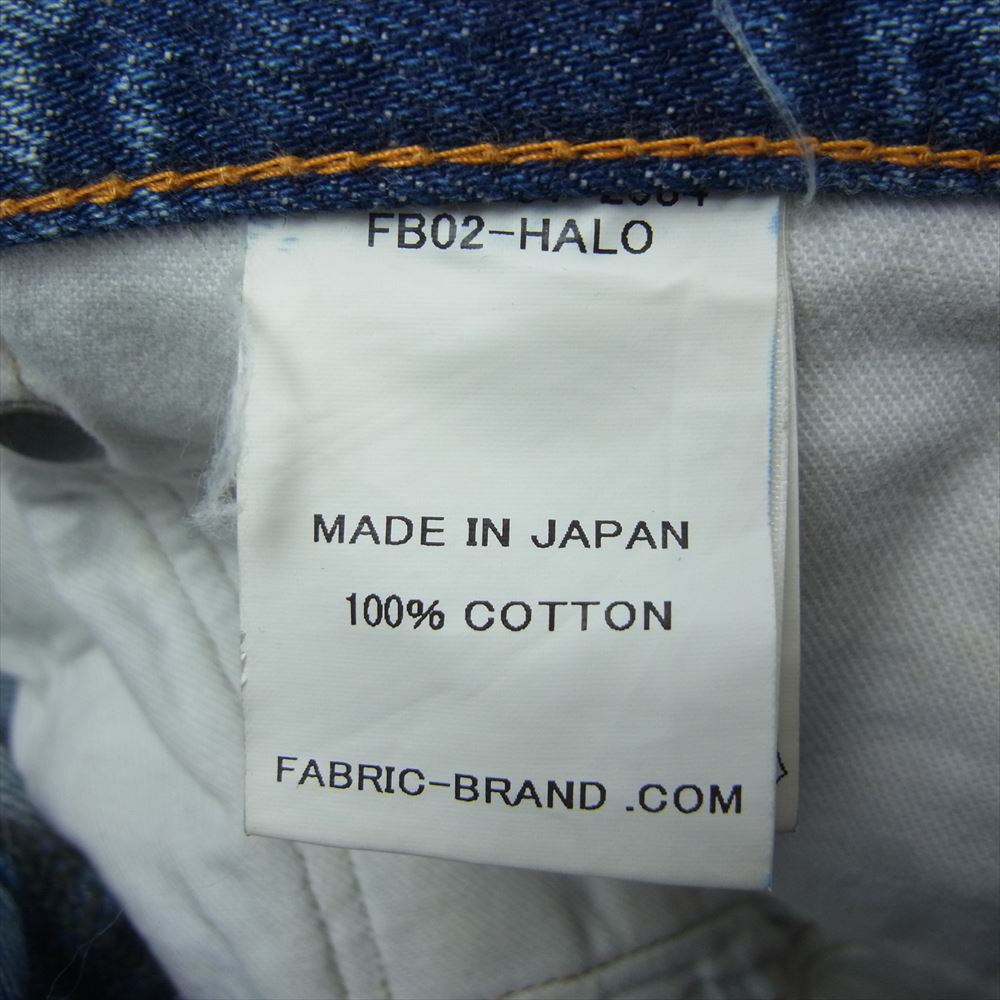 FB02-HALO
MADE IN JAPAN
100% COTTON
FABRIC-BRAND .COM